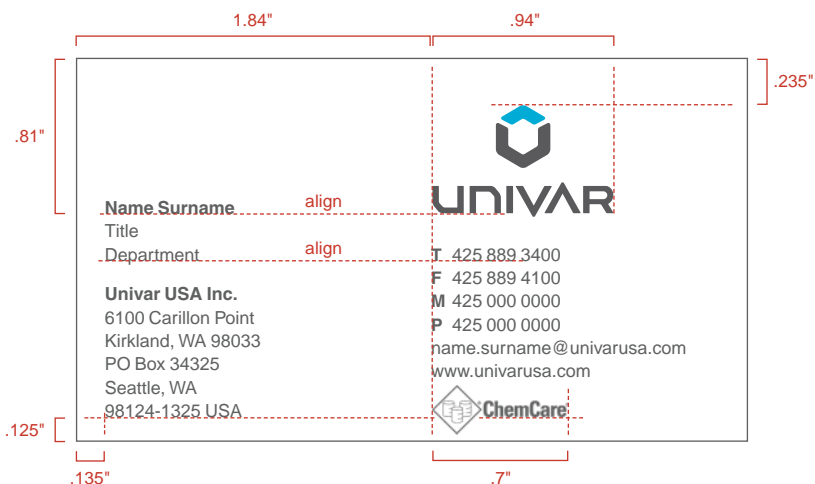 1.84"
.94"
.235"
.81"
UNIVAR
Name Surname
align
Title
Department
align
T 425 889 3400
F 425 889 4100
M 425 000 0000
P 425 000 0000
name.surname@univarusa.com
www.univarusa.com
Univar USA Inc.
6100 Carillon Point
Kirkland, WA 98033
PO Box 34325
Seattle, WA
98124-1325 USA
ChemCare
.125"
.135"
.7"